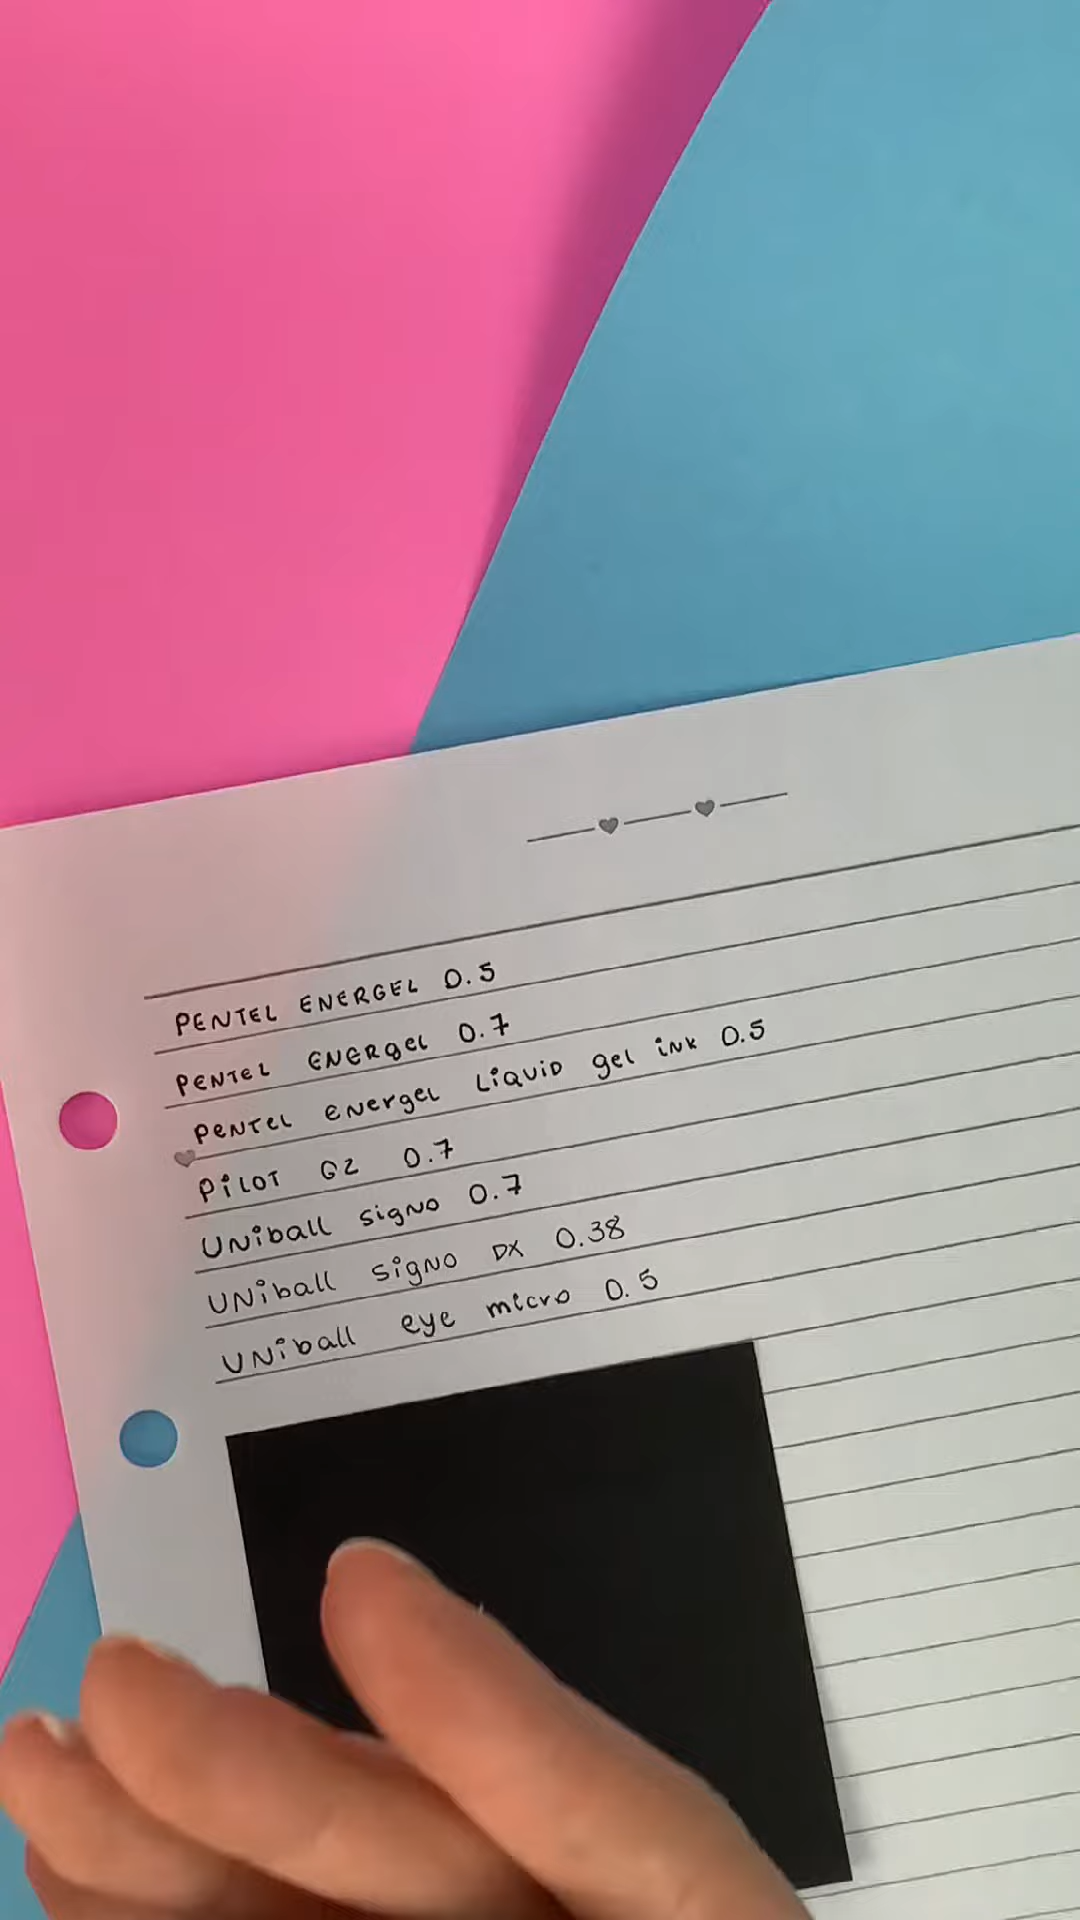 PENTEL ENERGEL 0.5
PENTEL ENERgel 0.7
PENTEL energel LIQUID gel ink 0.5
PILOT G2 0.7
UNiball signo 0.7
UNiball signo DX 0.38
UNiball eye micro 0.5